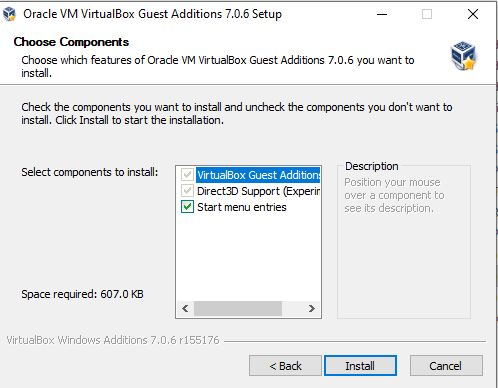 Oracle VM VirtualBox Guest Additions 7.0.6 Setup
Choose Components
Choose which features of Oracle VM VirtualBox Guest Additions 7.0.6 you want to
install.
Check the components you want to install and uncheck the components you don't want to
install. Click Install to start the installation.
Select components to install:
VirtualBox Guest Additions
Direct3D Support (Experim
Start menu entries
Description
Position your mouse
over a component to
see its description.
Space required: 607.0 KB
VirtualBox Windows Additions 7.0.6 r155176
< Back
Install
Cancel